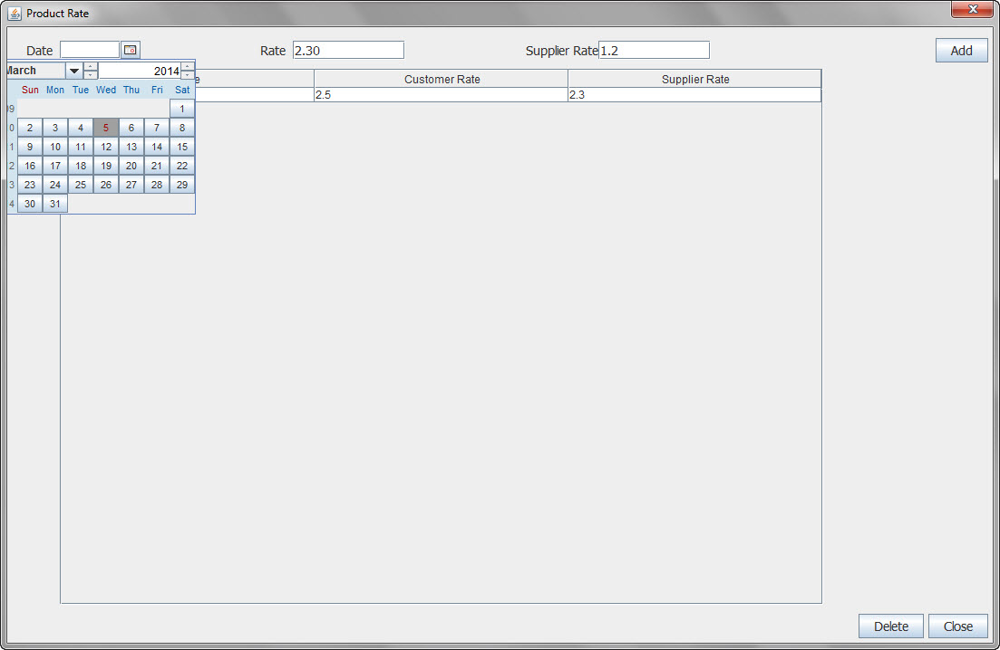 Product Rate
Date Rate 2.30 Supplier Rate 1.2 Add
March 2014
e Customer Rate Supplier Rate
2.5 2.3
Sun Mon Tue Wed Thu Fri Sat
9 1
0 2 3 4 5 6 7 8
1 9 10 11 12 13 14 15
2 16 17 18 19 20 21 22
3 23 24 25 26 27 28 29
4 30 31
Delete Close